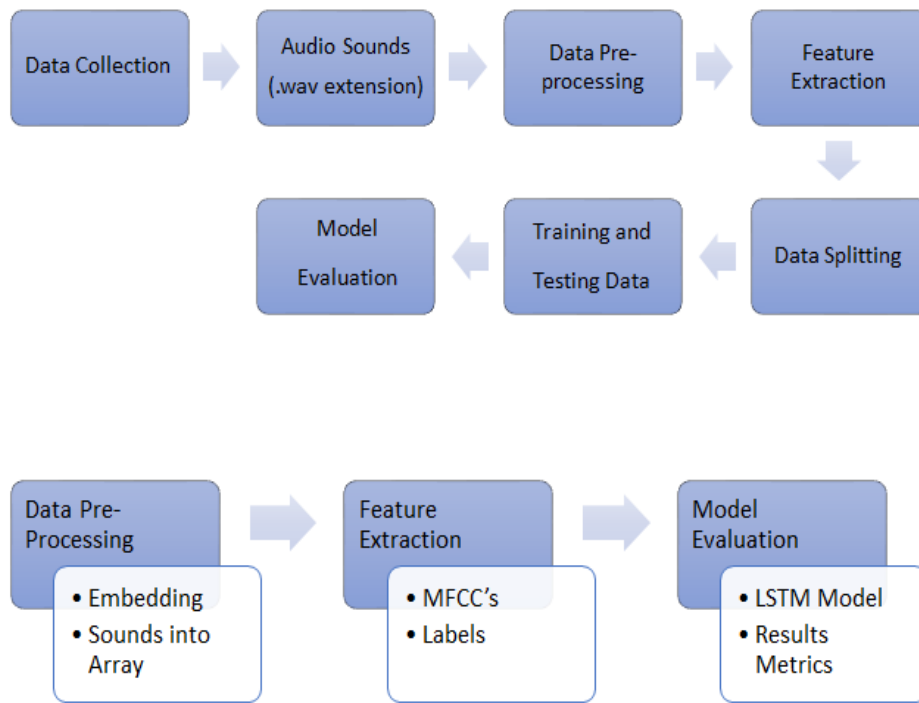 Data Collection
Audio Sounds
(.wav extension)
Data Pre-
processing
Feature
Extraction
Data Splitting
Training and
Testing Data
Model
Evaluation
Data Pre-
Processing
• Embedding
• Sounds into
Array
Feature
Extraction
• MFCC's
• Labels
Model
Evaluation
• LSTM Model
• Results
Metrics